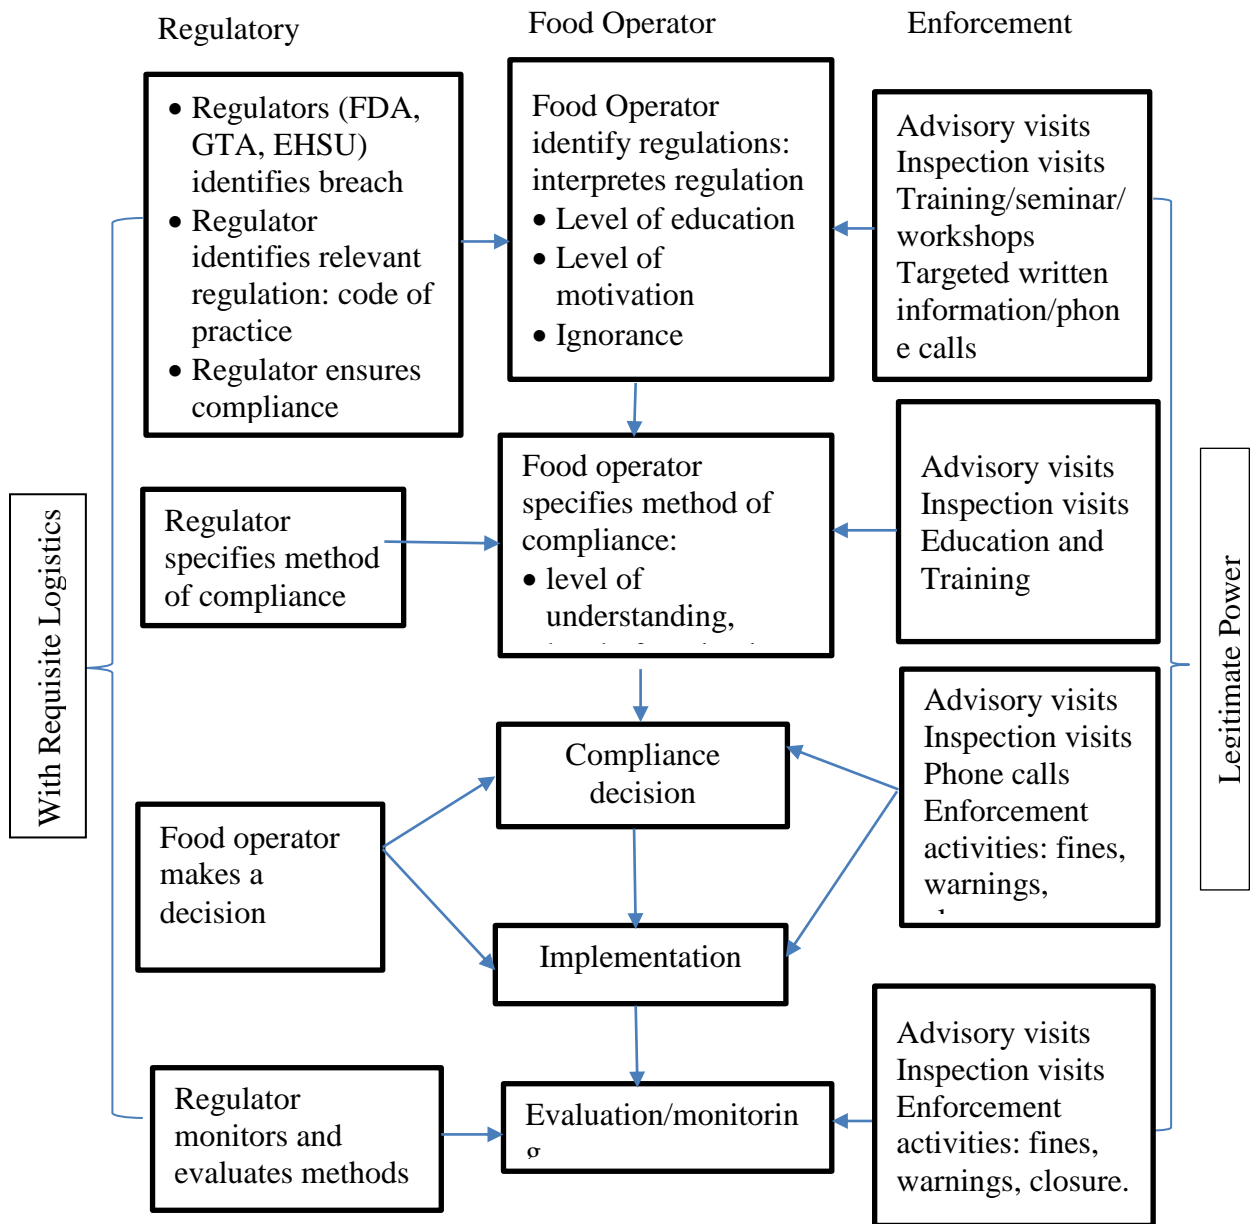 Regulatory
Food Operator
Enforcement
• Regulators (FDA,
GTA, EHSU)
identifies breach
• Regulator
identifies relevant
regulation: code of
practice
• Regulator ensures
compliance
Food Operator
identify regulations:
interpretes regulation
• Level of education
• Level of
motivation
• Ignorance
Advisory visits
Inspection visits
Training/seminar/
workshops
Targeted written
information/phon
e calls
With Requisite Logistics
Regulator
specifies method
of compliance
Food operator
specifies method of
compliance:
• level of
understanding,
Advisory visits
Inspection visits
Education and
Training
Legitimate Power
Food operator
makes a
decision
Compliance
decision
Implementation
Advisory visits
Inspection visits
Phone calls
Enforcement
activities: fines,
warnings,
Regulator
monitors and
evaluates methods
Evaluation/monitorin
g
Advisory visits
Inspection visits
Enforcement
activities: fines,
warnings, closure.